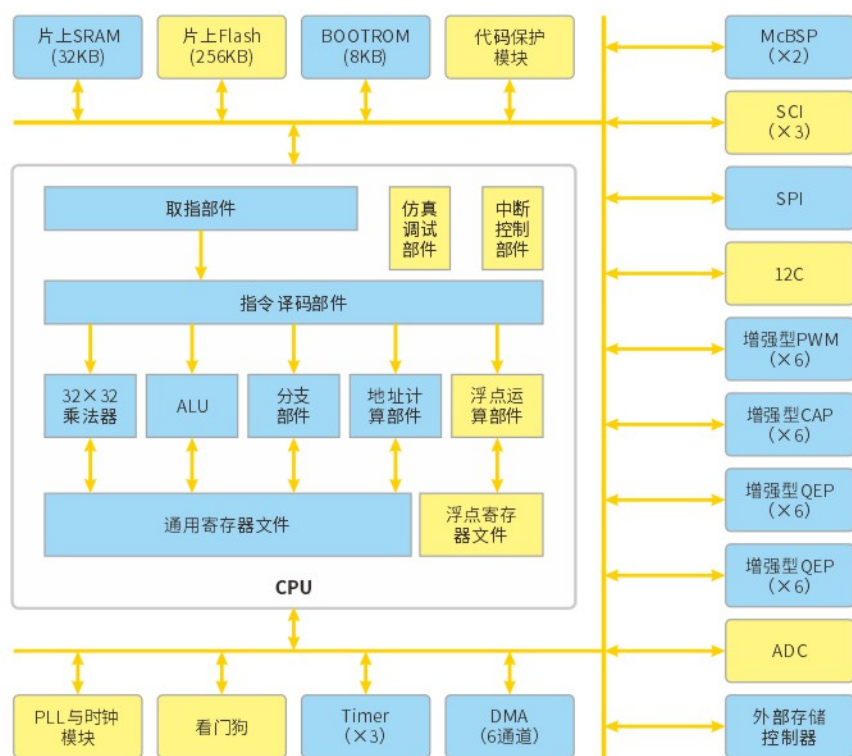 片上SRAM
(32KB)
片上Flash
(256KB)
BOOTROM
(8KB)
代码保护
模块
McBSP
(×2)
SCI
(×3)
SPI
12C
增强型PWM
(×6)
增强型CAP
(×6)
增强型QEP
(×6)
增强型QEP
(×6)
ADC
外部存储
控制器
取指部件
仿真
调试
部件
中断
控制
部件
指令译码部件
32×32
乘法器
ALU
分支
部件
地址计
算部件
浮点运
算部件
通用寄存器文件
浮点寄存
器文件
CPU
PLL与时钟
模块
看门狗
Timer
(×3)
DMA
(6通道)